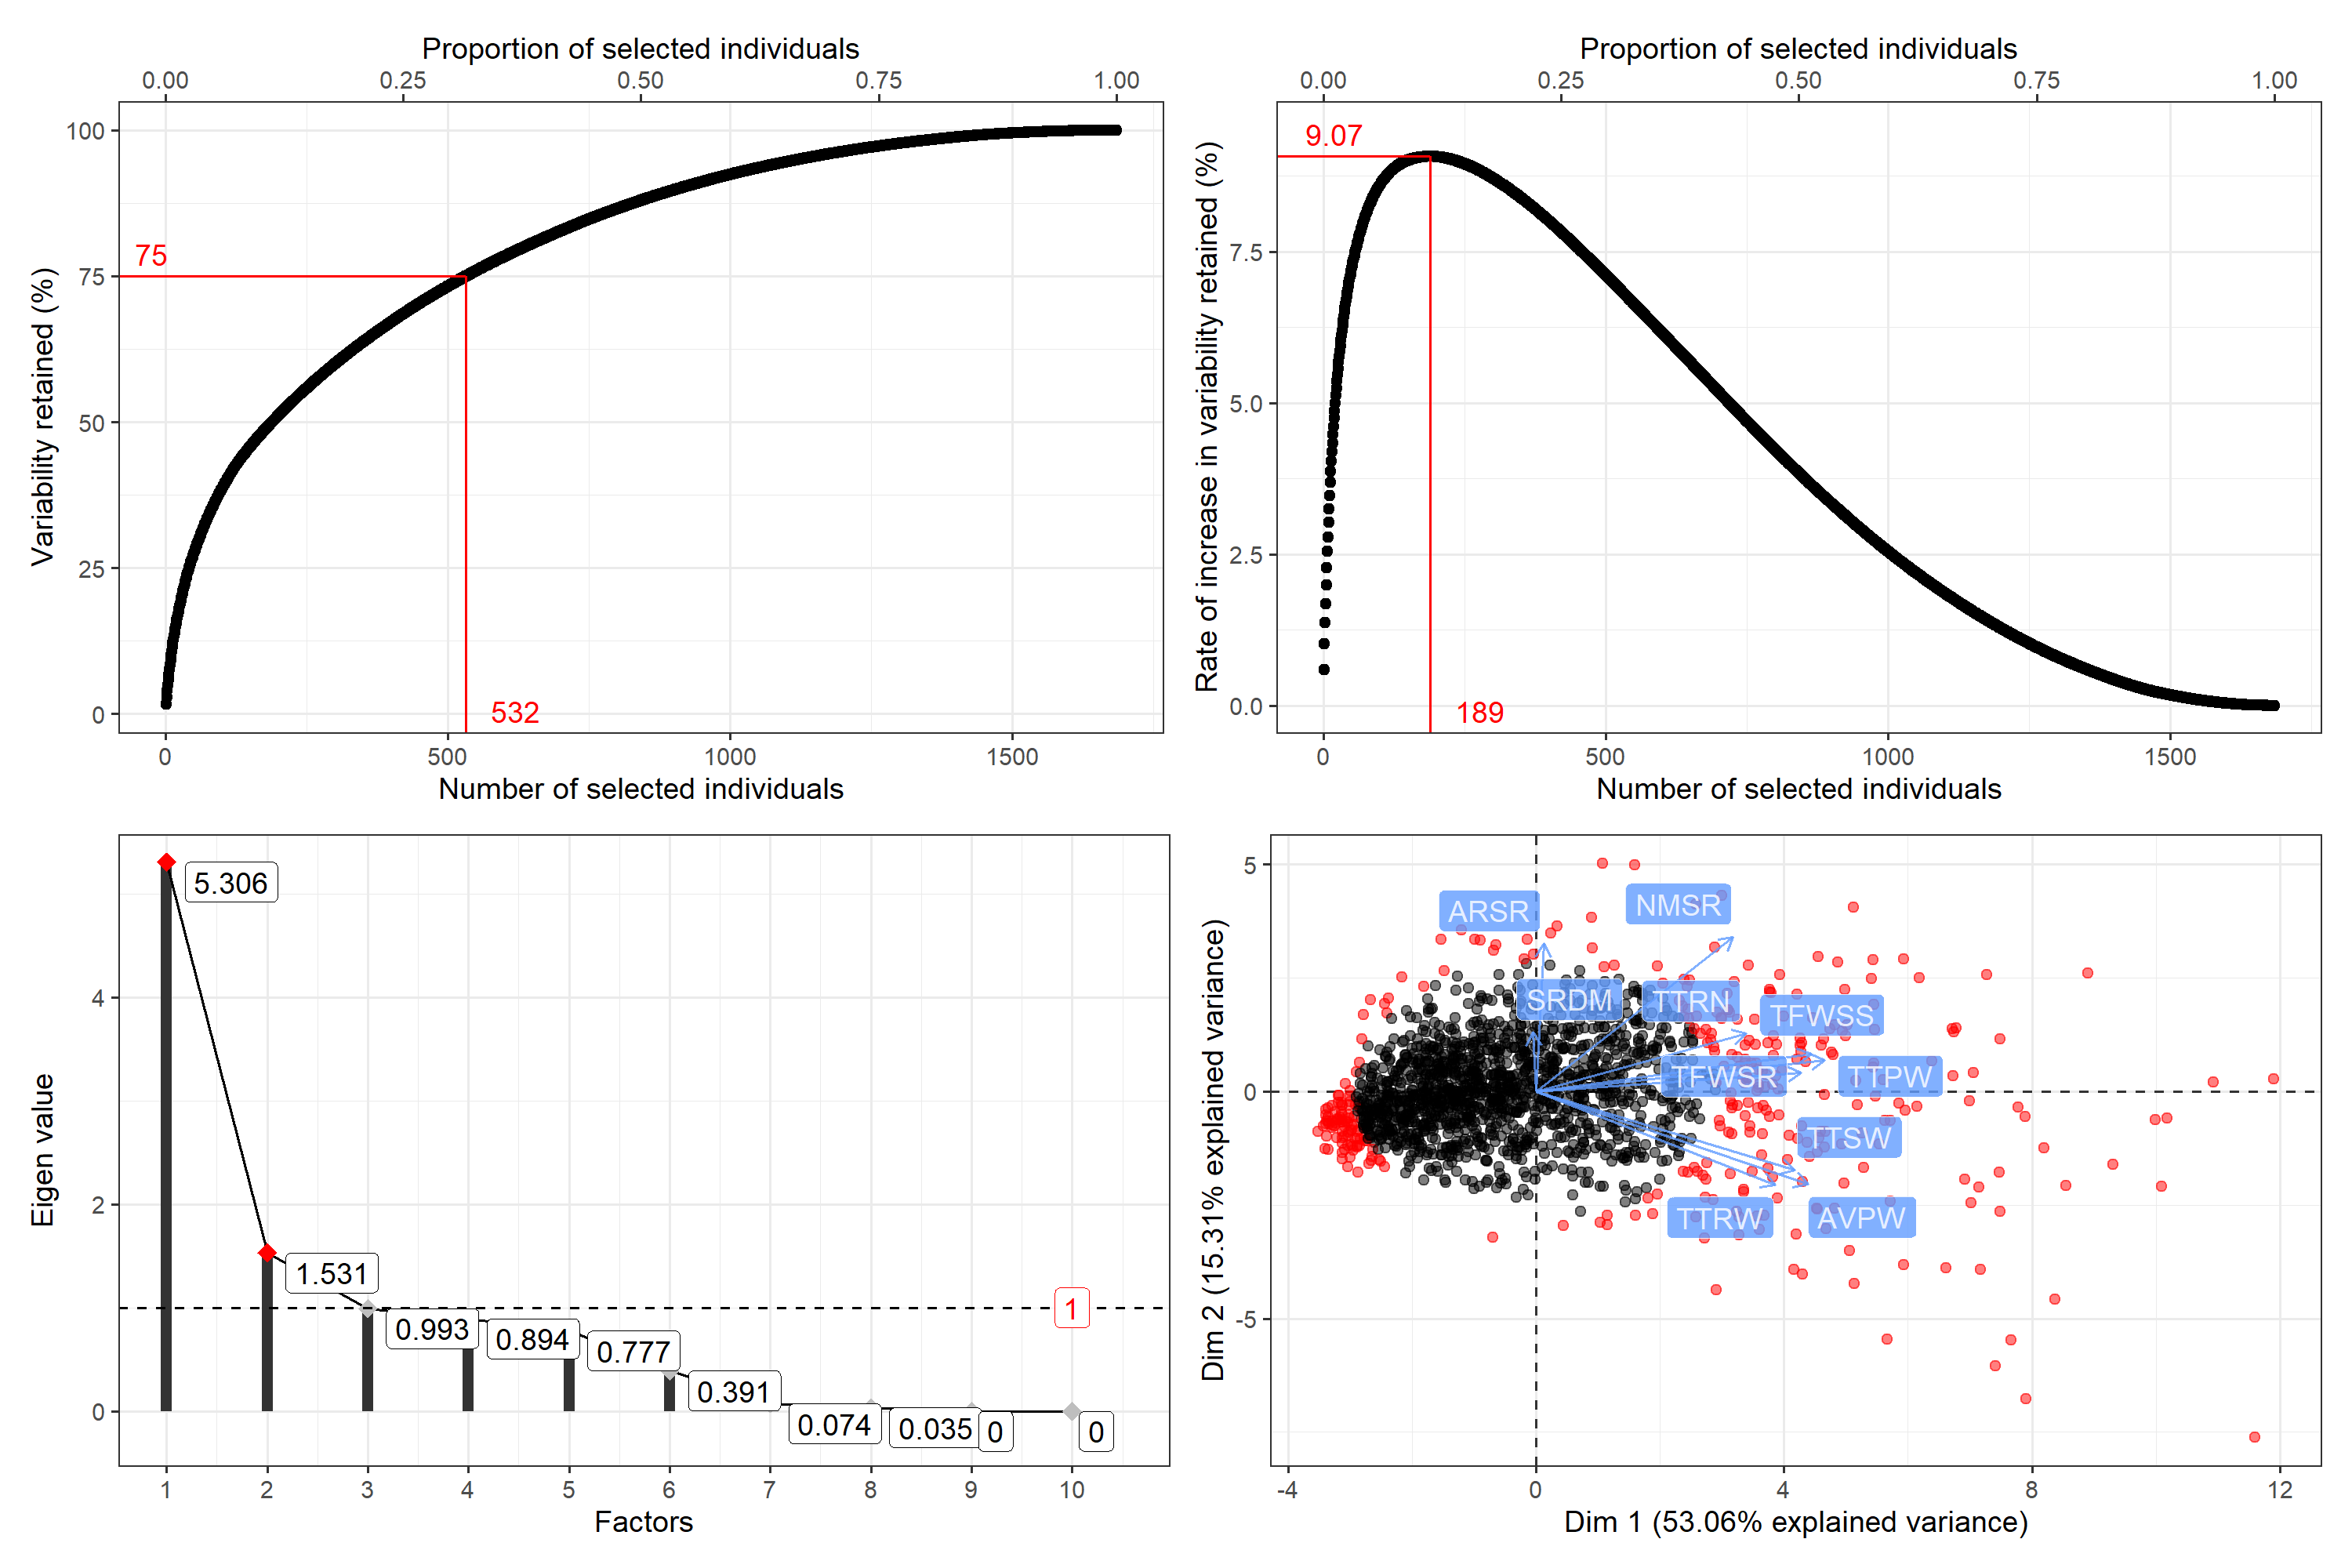 Proportion of selected individuals
0.00 0.25 0.50 0.75 1.00
Variability retained (%)
100
75
75
50
25
0
532
0 500 1000 1500
Number of selected individuals
Proportion of selected individuals
0.00 0.25 0.50 0.75 1.00
Rate of increase in variability retained (%)
9.07
7.5
5.0
2.5
0.0
189
0 500 1000 1500
Number of selected individuals
Eigen value
4
2
0
5.306
1.531
0.993
0.894
0.777
0.391
0.074
0.035
0
0
1
1 2 3 4 5 6 7 8 9 10
Factors
Dim 2 (15.31% explained variance)
5
0
-5
ARSR
NMSR
SRDM
TTRN
TFWSS
TFWSR
TTPW
TTSW
TTRW
AVPW
-4 0 4 8 12
Dim 1 (53.06% explained variance)